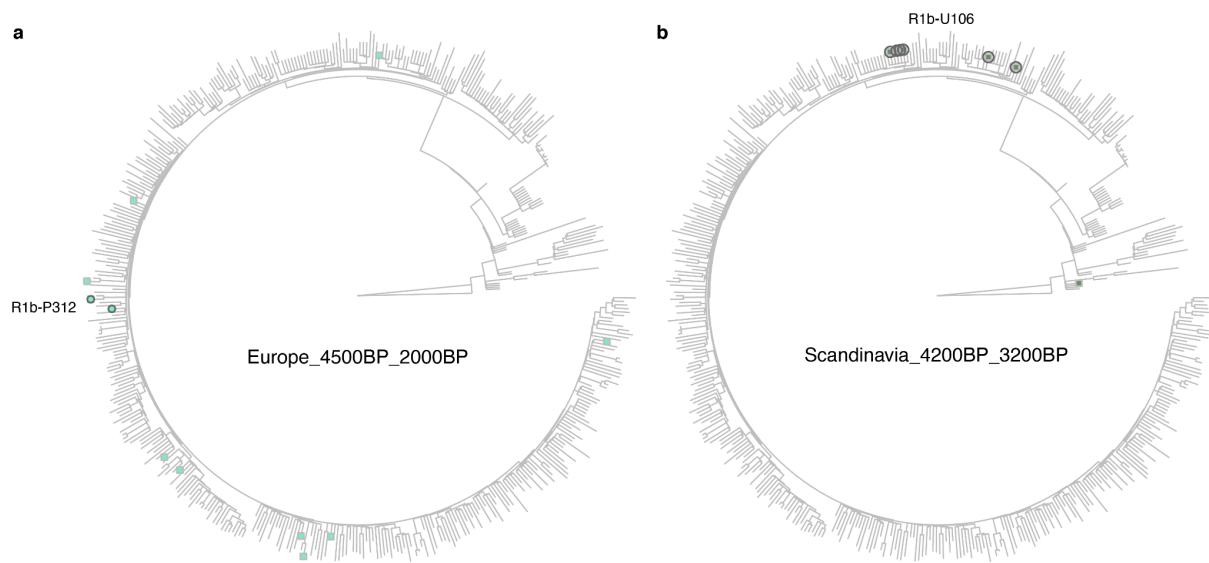 a
R1b-P312
Europe_4500BP_2000BP
b
R1b-U106
Scandinavia_4200BP_3200BP